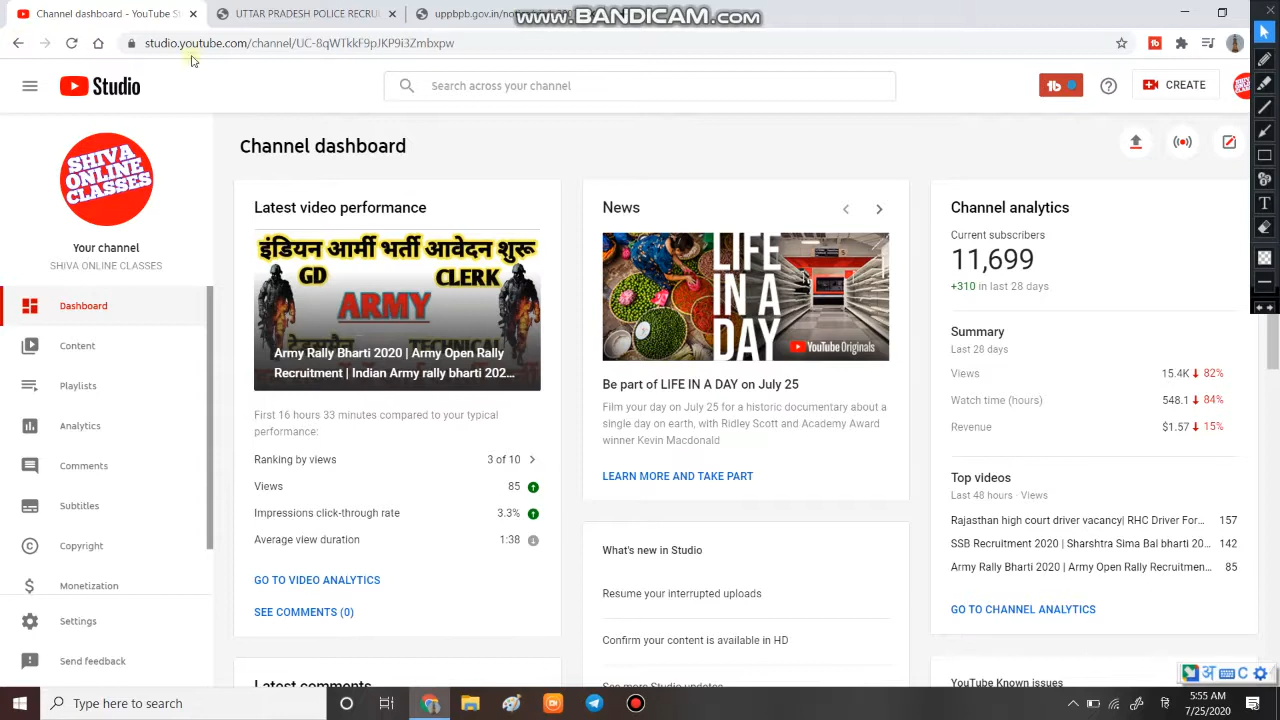 YouTube Stu
UP POLICE RECRU
uppbpb.gov.in/notice
WWW.BANDICAM.COM
studio.youtube.com/channel/UC-8qWTkF9pJKP9i3Zmbxpw
Studio
Search across your channel
CREATE
SHIVA
ONLINE
CLASSES
Your channel
SHIVA ONLINE CLASSES
Dashboard
Content
Playlists
Analytics
Comments
Subtitles
Copyright
Monetization
Settings
Send feedback
Channel dashboard
Latest video performance
इंडियन आर्मी भर्ती आवेदन शुरू
GD
CLERK
ARMY
Army Rally Bharti 2020 | Army Open Rally
Recruitment | Indian Army rally bharti 202...
First 16 hours 33 minutes compared to your typical
performance:
Ranking by views 3 of 10
Views 85
Impressions click-through rate 3.3%
Average view duration 1:38
GO TO VIDEO ANALYTICS
SEE COMMENTS (0)
Latest comments
News
LIFE
IN A
DAY
YouTube Originals
Be part of LIFE IN A DAY on July 25
Film your day on July 25 for a historic documentary about a
single day on earth, with Ridley Scott and Academy Award
winner Kevin Macdonald
LEARN MORE AND TAKE PART
What's new in Studio
Resume your interrupted uploads
Confirm your content is available in HD
See more Studio updates
Channel analytics
Current subscribers
11,699
+310 in last 28 days
Summary
Last 28 days
Views 15.4K 82%
Watch time (hours) 548.1 84%
Revenue $1.57 15%
Top videos
Last 48 hours · Views
Rajasthan high court driver vacancy| RHC Driver For... 157
SSB Recruitment 2020 | Sharshtra Sima Bal bharti 20... 142
Army Rally Bharti 2020 | Army Open Rally Recruitmen... 85
GO TO CHANNEL ANALYTICS
YouTube Known issues
अ
Type here to search
5:55 AM
7/25/2020